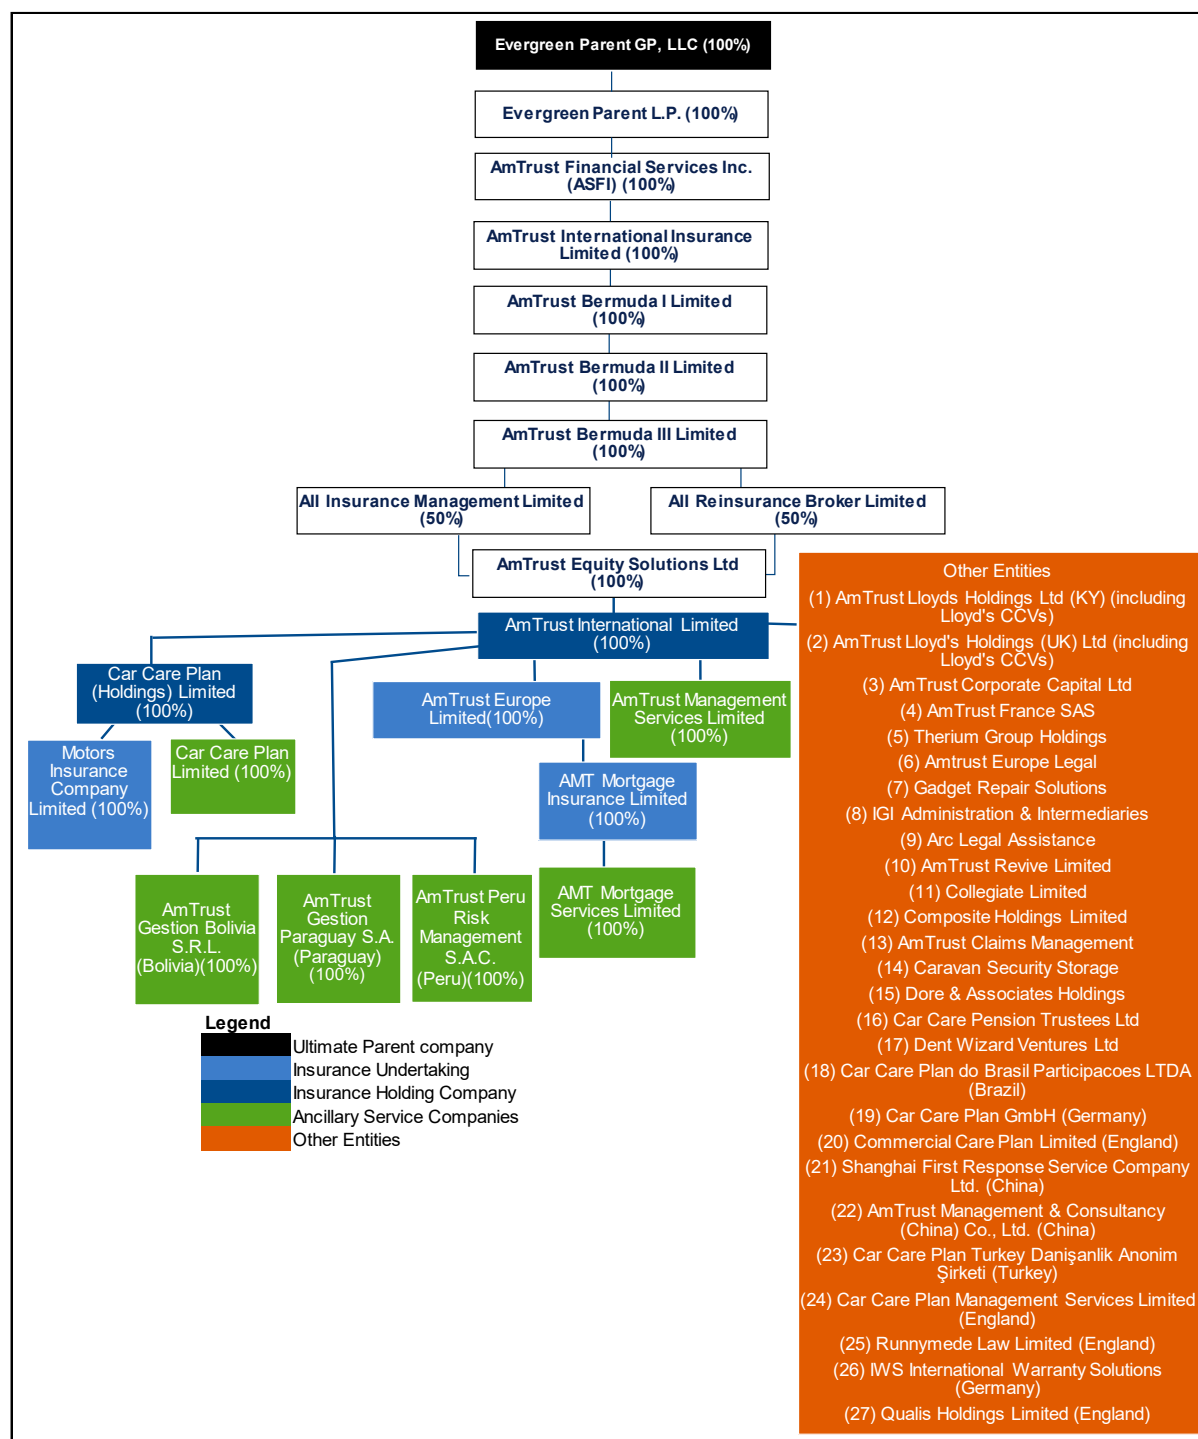 Evergreen Parent GP, LLC (100%)
Evergreen Parent L.P. (100%)
AmTrust Financial Services Inc.
(ASFI) (100%)
AmTrust International Insurance
Limited (100%)
AmTrust Bermuda I Limited
(100%)
AmTrust Bermuda II Limited
(100%)
AmTrust Bermuda III Limited
(100%)
AII Insurance Management Limited
(50%)
AII Reinsurance Broker Limited
(50%)
AmTrust Equity Solutions Ltd
(100%)
AmTrust International Limited
(100%)
Car Care Plan
(Holdings) Limited
(100%)
AmTrust Europe
Limited(100%)
AmTrust Management
Services Limited
(100%)
Motors
Insurance
Company
Limited (100%)
Car Care Plan
Limited (100%)
AMT Mortgage
Insurance Limited
(100%)
AmTrust
Gestion Bolivia
S.R.L.
(Bolivia)(100%)
AmTrust
Gestion
Paraguay S.A.
(Paraguay)
(100%)
AmTrust Peru
Risk
Management
S.A.C.
(Peru)(100%)
AMT Mortgage
Services Limited
(100%)
Legend
Ultimate Parent company
Insurance Undertaking
Insurance Holding Company
Ancillary Service Companies
Other Entities
Other Entities
(1) AmTrust Lloyds Holdings Ltd (KY) (including
Lloyd's CCVs)
(2) AmTrust Lloyd's Holdings (UK) Ltd (including
Lloyd's CCVs)
(3) AmTrust Corporate Capital Ltd
(4) AmTrust France SAS
(5) Therium Group Holdings
(6) Amtrust Europe Legal
(7) Gadget Repair Solutions
(8) IGI Administration & Intermediaries
(9) Arc Legal Assistance
(10) AmTrust Revive Limited
(11) Collegiate Limited
(12) Composite Holdings Limited
(13) AmTrust Claims Management
(14) Caravan Security Storage
(15) Dore & Associates Holdings
(16) Car Care Pension Trustees Ltd
(17) Dent Wizard Ventures Ltd
(18) Car Care Plan do Brasil Participacoes LTDA
(Brazil)
(19) Car Care Plan GmbH (Germany)
(20) Commercial Care Plan Limited (England)
(21) Shanghai First Response Service Company
Ltd. (China)
(22) AmTrust Management & Consultancy
(China) Co., Ltd. (China)
(23) Car Care Plan Turkey Danişanlik Anonim
Şirketi (Turkey)
(24) Car Care Plan Management Services Limited
(England)
(25) Runnymede Law Limited (England)
(26) IWS International Warranty Solutions
(Germany)
(27) Qualis Holdings Limited (England)